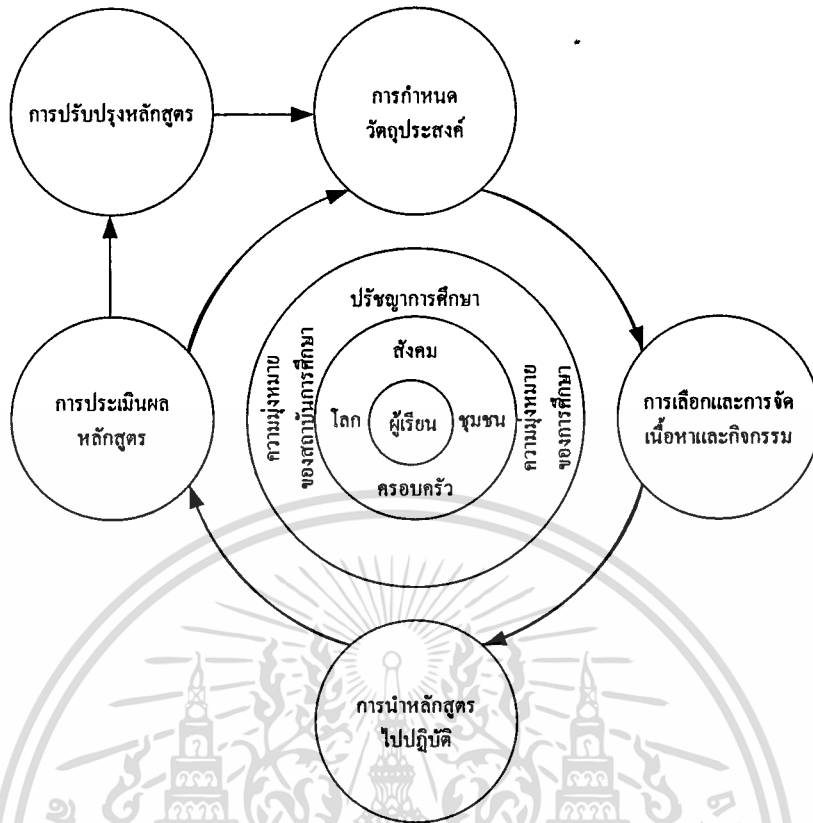 การปรับปรุงหลักสูตร
การกำหนด
วัตถุประสงค์
ปรัชญาการศึกษา
สังคม
ความมุ่งหมาย
ของสถาบันการศึกษา
โลก
ผู้เรียน
ชุมชน
ความมุ่งหมาย
ของการศึกษา
ครอบครัว
การประเมินผล
หลักสูตร
การเลือกและการจัด
เนื้อหาและกิจกรรม
การนำหลักสูตร
ไปปฏิบัติ